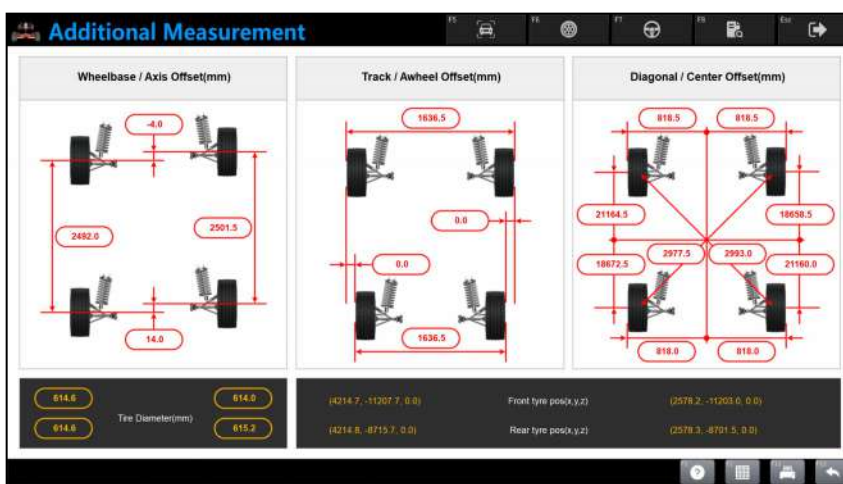 Additional Measurement
F5
F6
F7
F9
Esc
Wheelbase / Axis Offset(mm)
-4.0
2492.0
2501.5
14.0
Track / Awheel Offset(mm)
1636.5
0.0
0.0
1636.5
Diagonal / Center Offset(mm)
818.5
818.5
21164.5
18658.5
2977.5
2993.0
18672.5
21160.0
818.0
818.0
614.6
614.0
Tire Diameter(mm)
614.6
615.2
(4214.7, -11207.7, 0.0) Front tyre pos(x,y,z) (2578.2, -11203.0, 0.0)
(4214.8, -8715.7, 0.0) Rear tyre pos(x,y,z) (2578.3, -8701.5, 0.0)